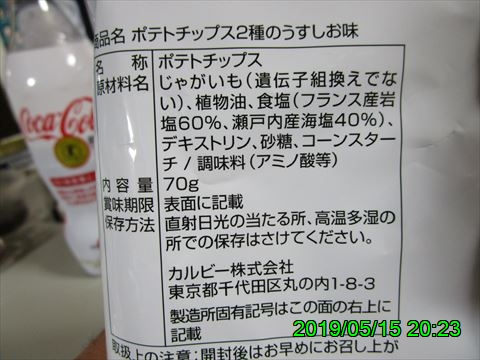 商品名 ポテトチップス2種のうすしお味
名称 ポテトチップス
原材料名 じゃがいも(遺伝子組換えでな
い)、植物油、食塩(フランス産岩
塩60%、瀬戸内産海塩40%)、
デキストリン、砂糖、コーンスター
チ / 調味料(アミノ酸等)
内容量 70g
賞味期限 表面に記載
保存方法 直射日光の当たる所、高温多湿の
所での保存はさけてください。
カルビー株式会社
東京都千代田区丸の内1-8-3
製造所固有記号はこの面の右上に
記載
取扱上の注意:開封後はお早めにお召し上が
Coca-Co
2019/05/15 20:23